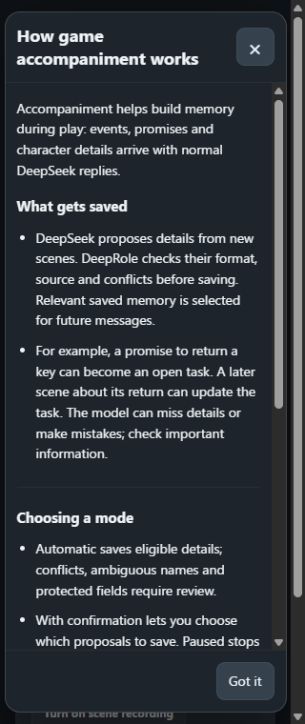 How game
accompaniment works
×
Accompaniment helps build memory
during play: events, promises and
character details arrive with normal
DeepSeek replies.
What gets saved
• DeepSeek proposes details from new
scenes. DeepRole checks their format,
source and conflicts before saving.
Relevant saved memory is selected
for future messages.
• For example, a promise to return a
key can become an open task. A later
scene about its return can update the
task. The model can miss details or
make mistakes; check important
information.
Choosing a mode
• Automatic saves eligible details;
conflicts, ambiguous names and
protected fields require review.
• With confirmation lets you choose
which proposals to save. Paused stops
Got it
Turn on scene recording